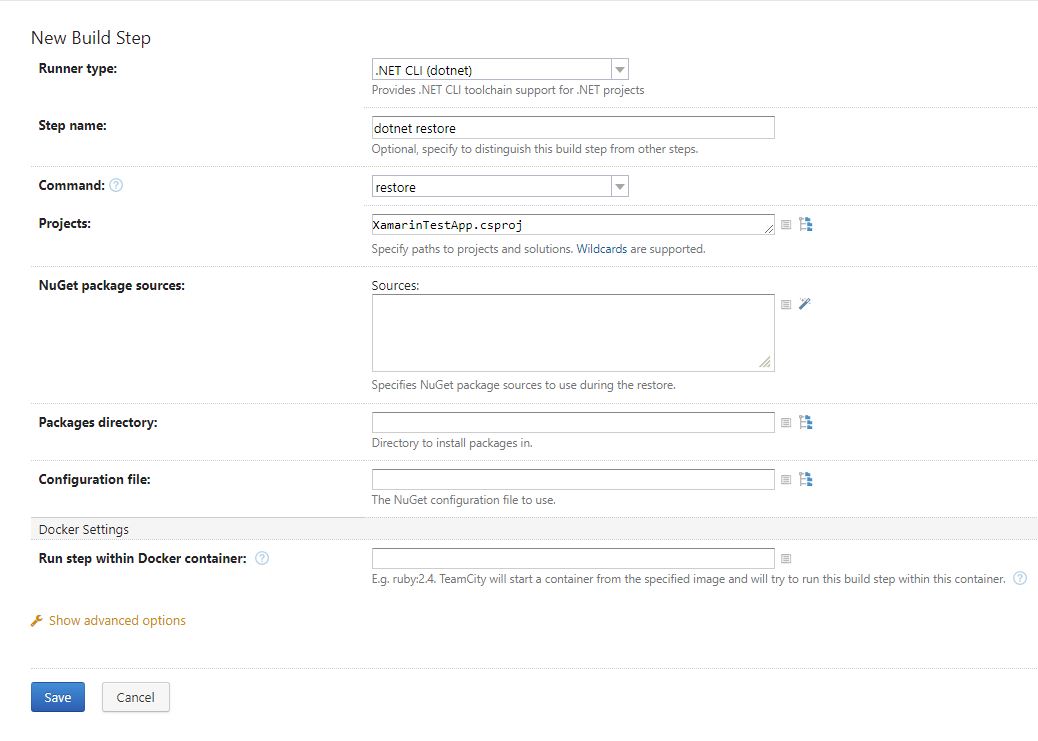 New Build Step
Runner type:
.NET CLI (dotnet)
Provides .NET CLI toolchain support for .NET projects
Step name:
dotnet restore
Optional, specify to distinguish this build step from other steps.
Command: ?
restore
Projects:
XamarinTestApp.csproj
Specify paths to projects and solutions. Wildcards are supported.
NuGet package sources:
Sources:
Specifies NuGet package sources to use during the restore.
Packages directory:
Directory to install packages in.
Configuration file:
The NuGet configuration file to use.
Docker Settings
Run step within Docker container: ?
E.g. ruby:2.4. TeamCity will start a container from the specified image and will try to run this build step within this container. ?
Show advanced options
Save
Cancel